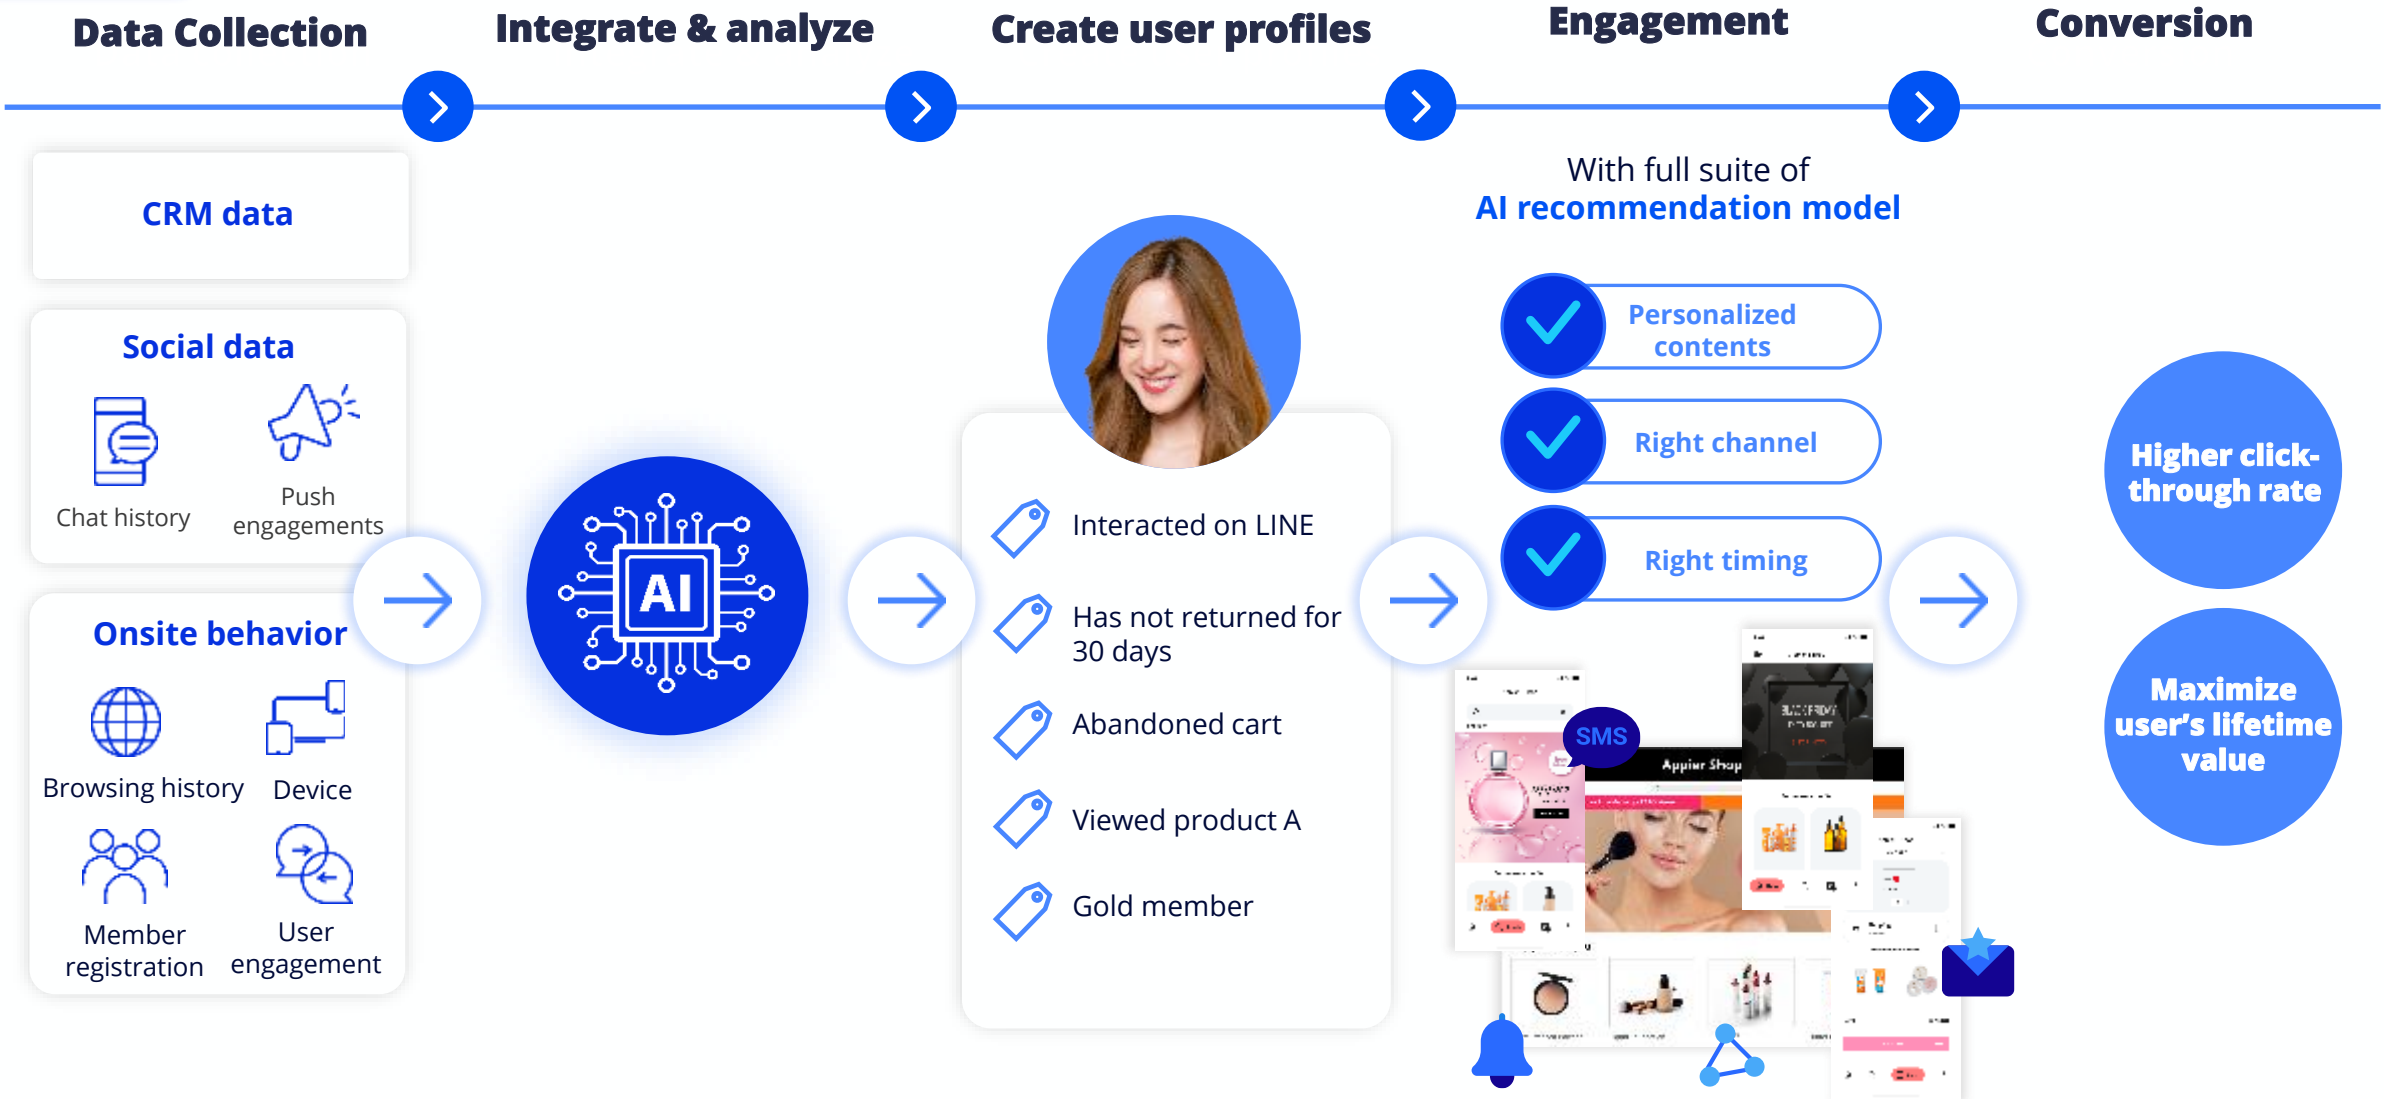 Data Collection
Integrate & analyze
Create user profiles
Engagement
Conversion
CRM data
Social data
Chat history
Push
engagements
Onsite behavior
Browsing history
Device
Member
registration
User
engagement
AI
Interacted on LINE
Has not returned for
30 days
Abandoned cart
Viewed product A
Gold member
With full suite of
AI recommendation model
Personalized
contents
Right channel
Right timing
SMS
Appier Shop
BLACK FRIDAY
Higher click-
through rate
Maximize
user's lifetime
value